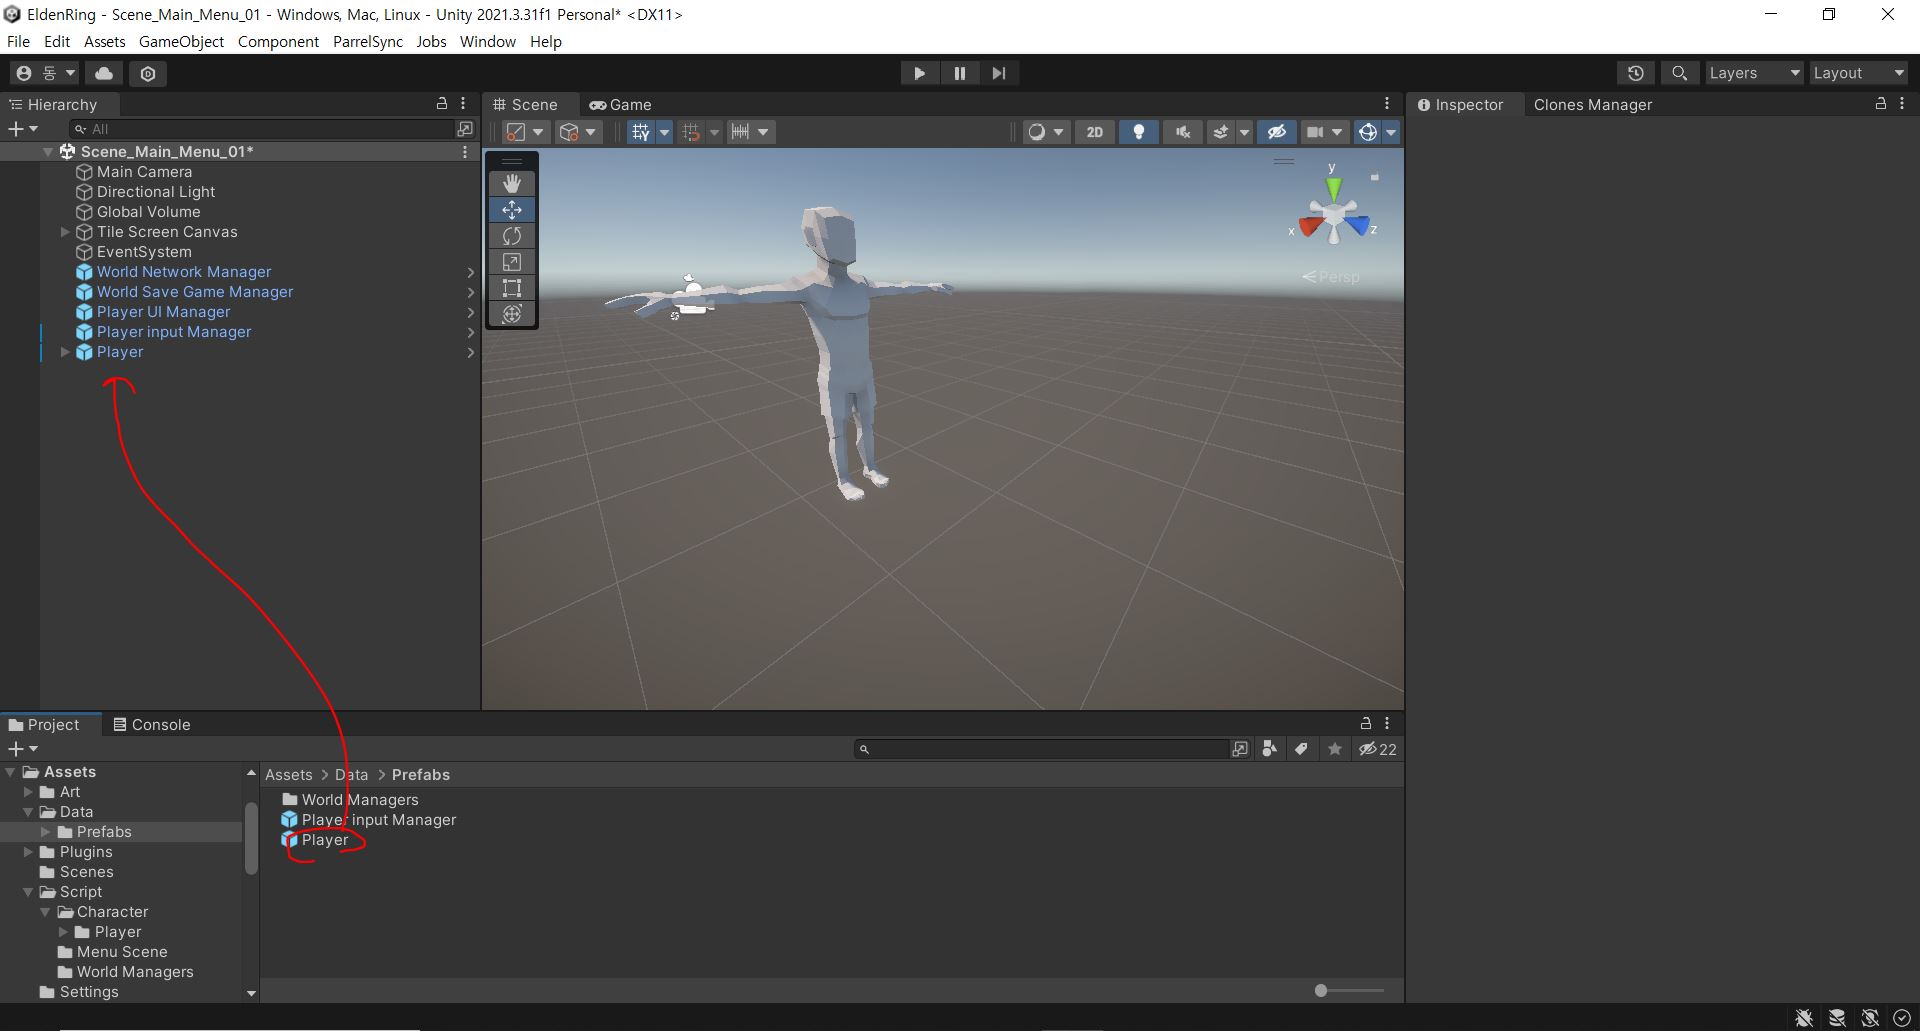 EldenRing - Scene_Main_Menu_01 - Windows, Mac, Linux - Unity 2021.3.31f1 Personal* <DX11>
File Edit Assets GameObject Component ParrelSync Jobs Window Help
동 Layers Layout
Hierarchy Scene Game Inspector Clones Manager
All 2D
Scene_Main_Menu_01*
Main Camera
Directional Light
Global Volume
Tile Screen Canvas
EventSystem
World Network Manager
World Save Game Manager
Player UI Manager
Player input Manager
Player
y
x
z
Persp
Project Console
22
Assets
Art
Data
Prefabs
Plugins
Scenes
Script
Character
Player
Menu Scene
World Managers
Settings
Assets > Data > Prefabs
World Managers
Player input Manager
Player